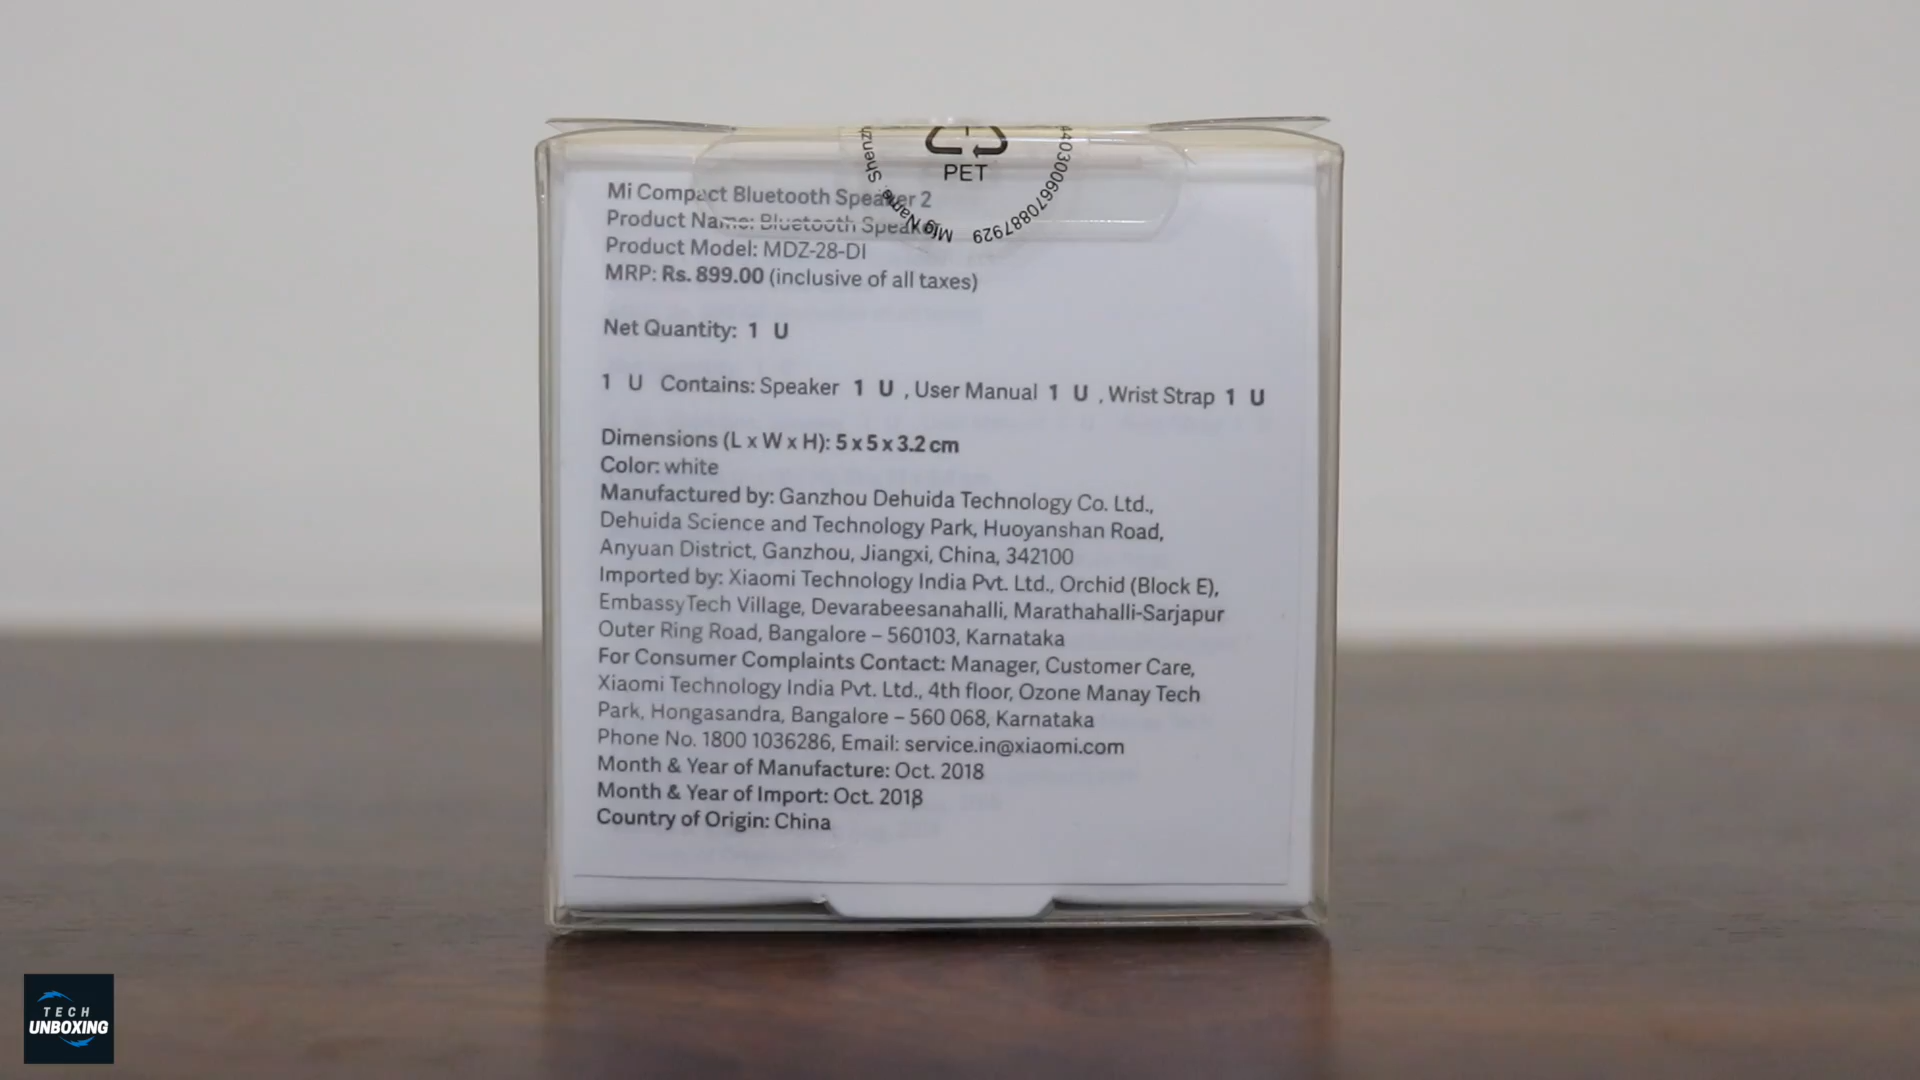 PET
Mfg Name: Shenzh
440300667088​7929
Mi Compact Bluetooth Speaker 2
Product Name: Bluetooth Speaker
Product Model: MDZ-28-DI
MRP: Rs. 899.00 (inclusive of all taxes)
Net Quantity: 1 U
1 U Contains: Speaker 1 U , User Manual 1 U , Wrist Strap 1 U
Dimensions (L x W x H): 5 x 5 x 3.2 cm
Color: white
Manufactured by: Ganzhou Dehuida Technology Co. Ltd.,
Dehuida Science and Technology Park, Huoyanshan Road,
Anyuan District, Ganzhou, Jiangxi, China, 342100
Imported by: Xiaomi Technology India Pvt. Ltd., Orchid (Block E),
EmbassyTech Village, Devarabeesanahalli, Marathahalli-Sarjapur
Outer Ring Road, Bangalore – 560103, Karnataka
For Consumer Complaints Contact: Manager, Customer Care,
Xiaomi Technology India Pvt. Ltd., 4th floor, Ozone Manay Tech
Park, Hongasandra, Bangalore – 560 068, Karnataka
Phone No. 1800 1036286, Email: service.in@xiaomi.com
Month & Year of Manufacture: Oct. 2018
Month & Year of Import: Oct. 2018
Country of Origin: China
TECH
UNBOXING